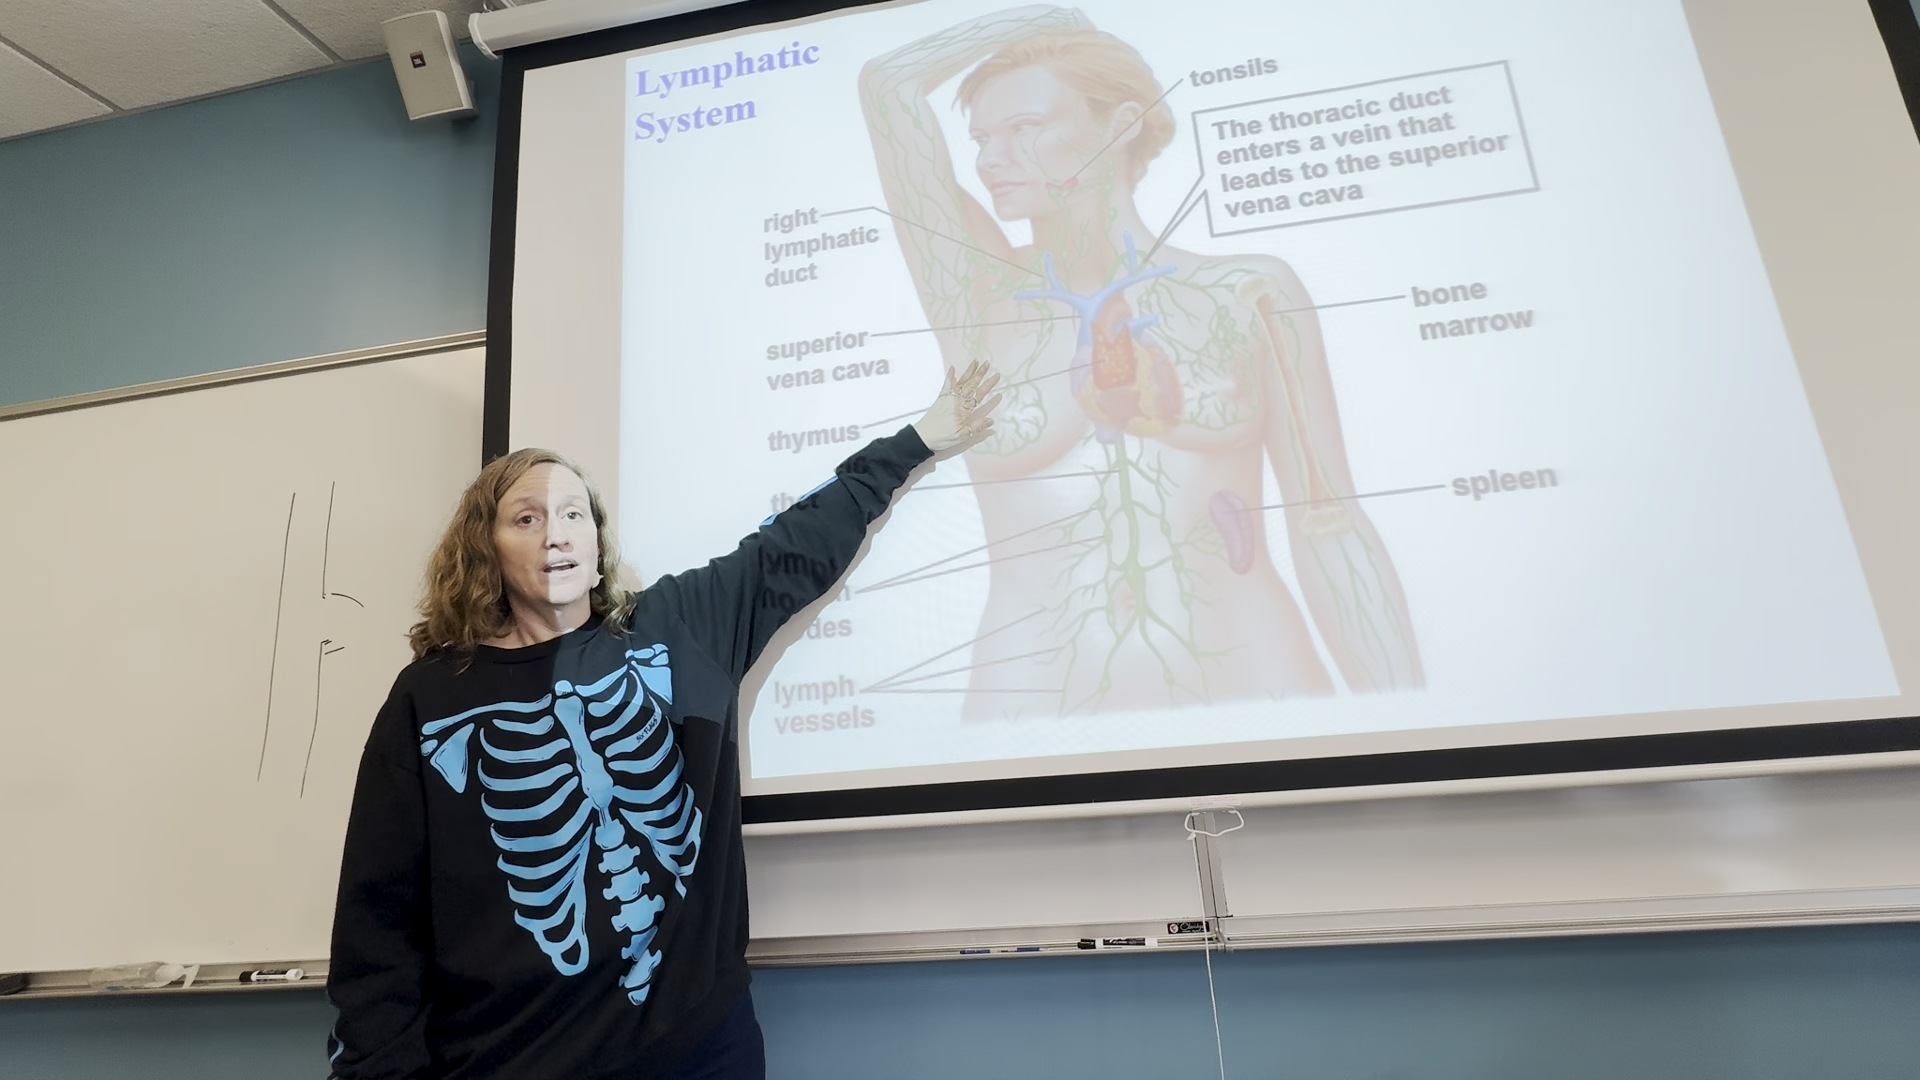 Lymphatic
System
tonsils
The thoracic duct
enters a vein that
leads to the superior
vena cava
right
lymphatic
duct
superior
vena cava
thymus
bone
marrow
spleen
lymph
vessels